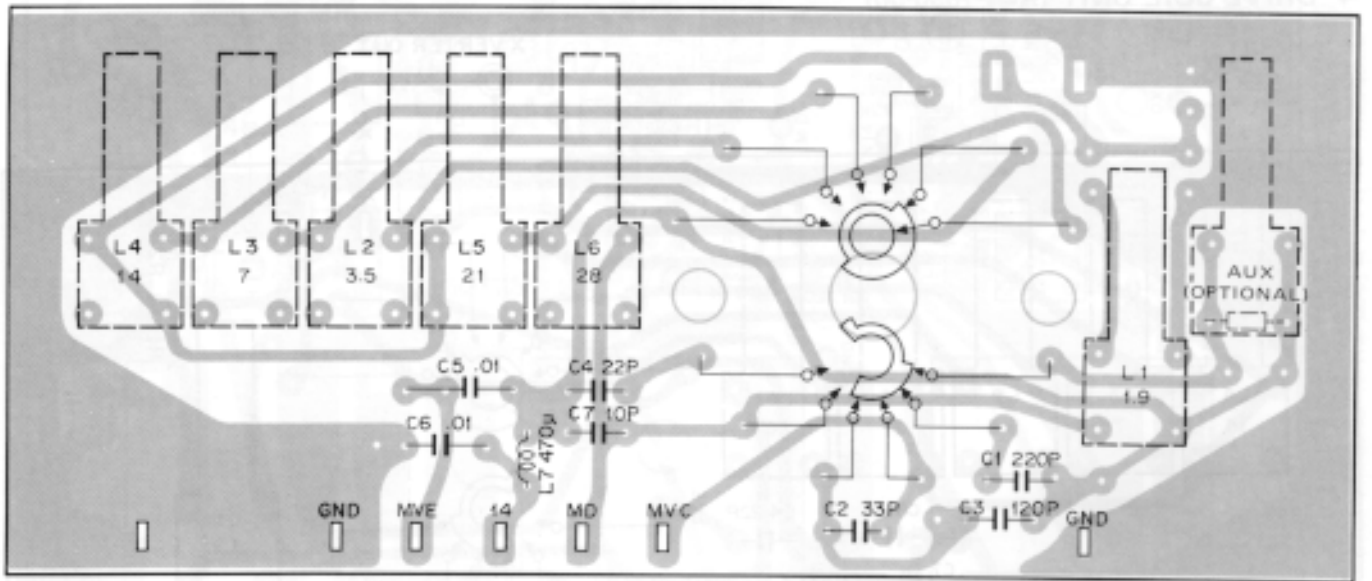 L4
14
L3
7
L2
3.5
L5
21
L6
28
AUX
(OPTIONAL)
L1
1.9
C5 .01
C4 22P
C7 10P
C6 .01
L7 470μ
C1 220P
C2 33P
C3 120P
GND
MVE
14
MD
MVC
GND